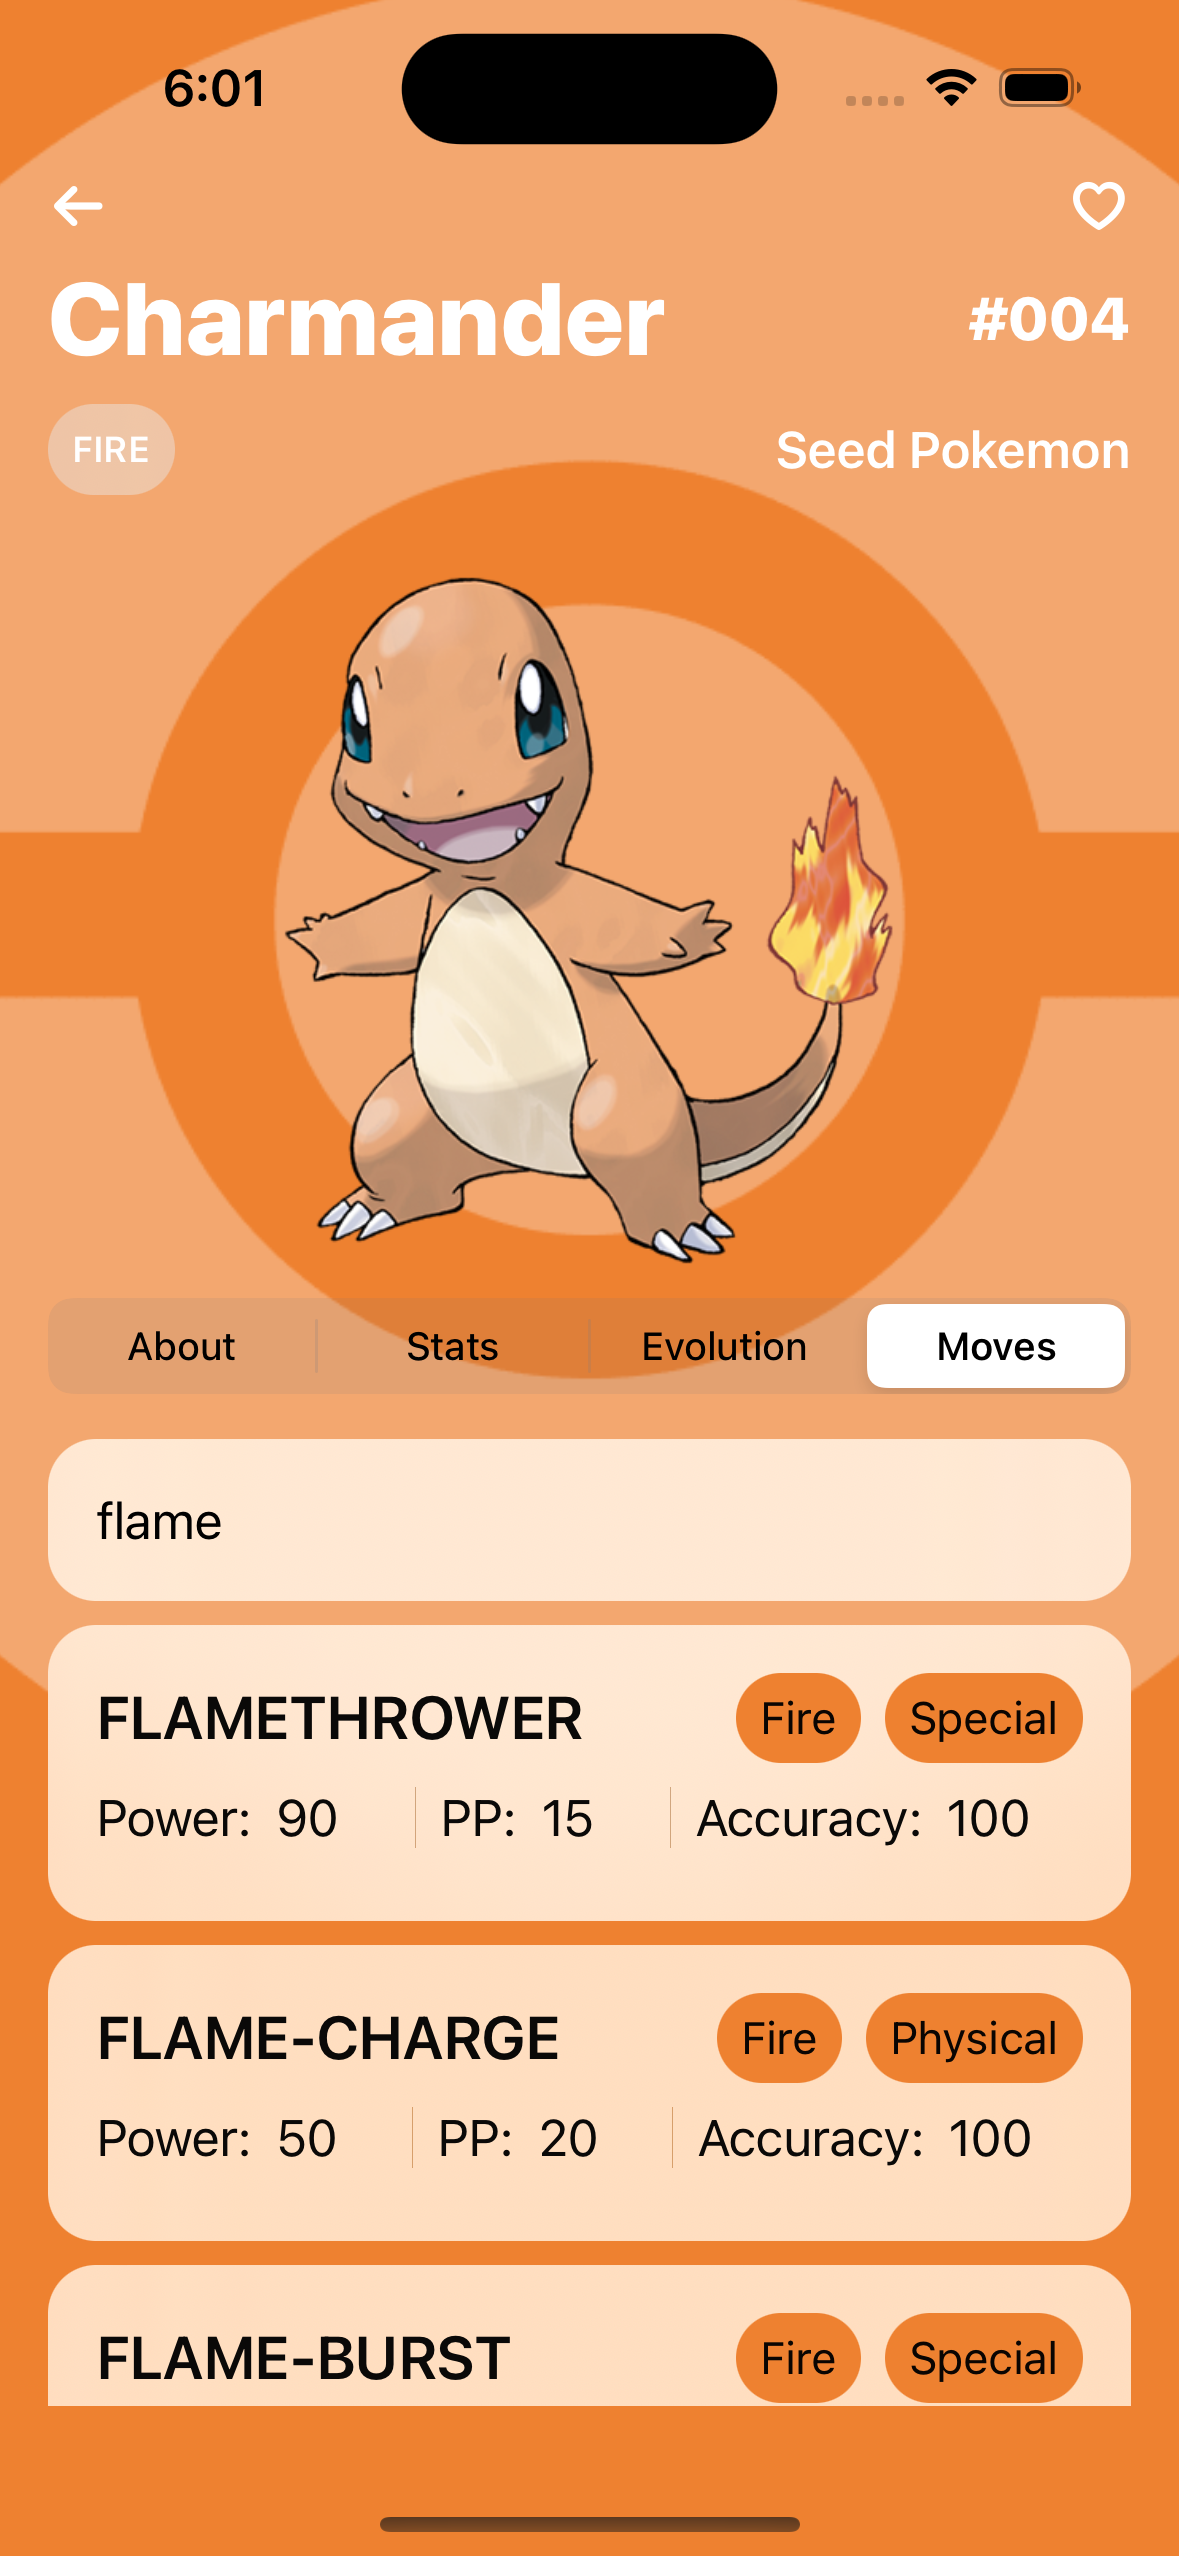 6:01
Charmander #004
FIRE Seed Pokemon
About Stats Evolution Moves
flame
FLAMETHROWER Fire Special
Power: 90 PP: 15 Accuracy: 100
FLAME-CHARGE Fire Physical
Power: 50 PP: 20 Accuracy: 100
FLAME-BURST Fire Special